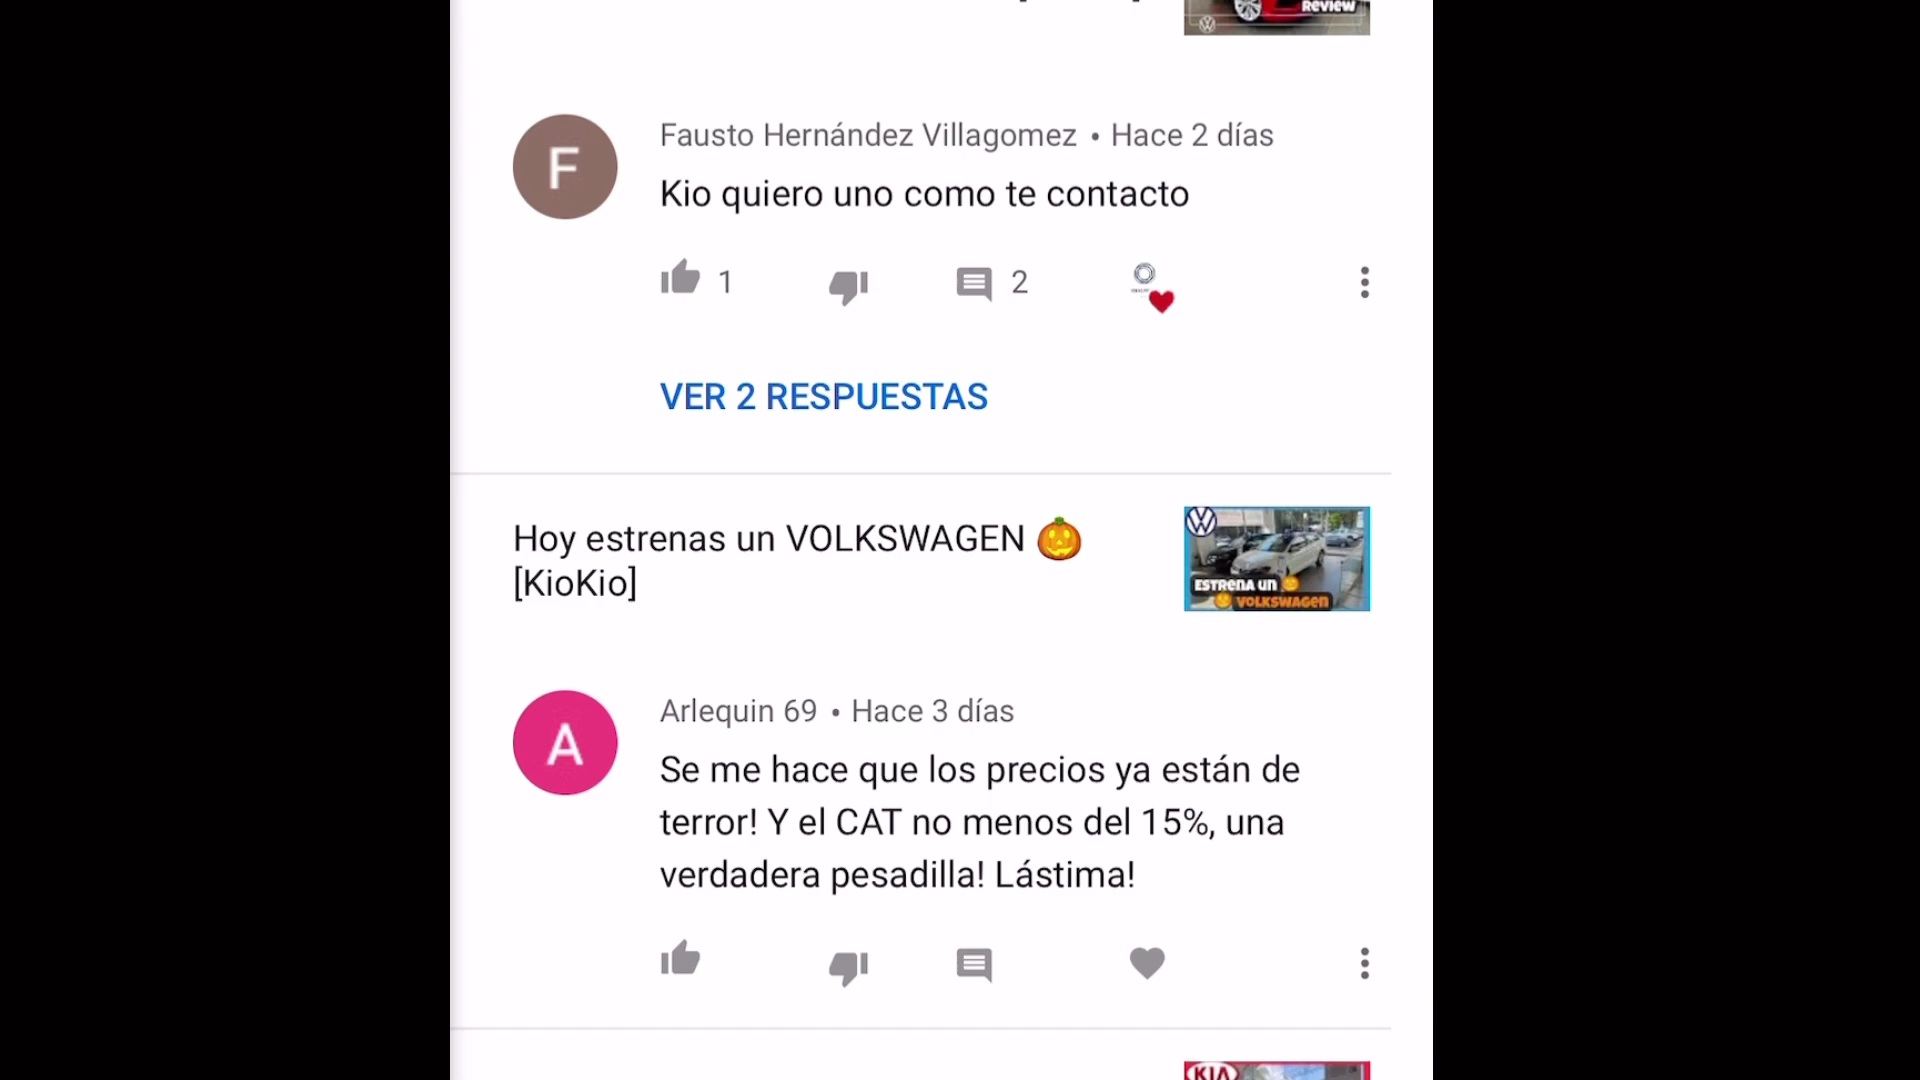 Review
Fausto Hernández Villagomez • Hace 2 días
Kio quiero uno como te contacto
1
2
VER 2 RESPUESTAS
Hoy estrenas un VOLKSWAGEN 🎃
[KioKio]
ESTRENA UN
VOLKSWAGEN
Arlequin 69 • Hace 3 días
Se me hace que los precios ya están de
terror! Y el CAT no menos del 15%, una
verdadera pesadilla! Lástima!
KIA